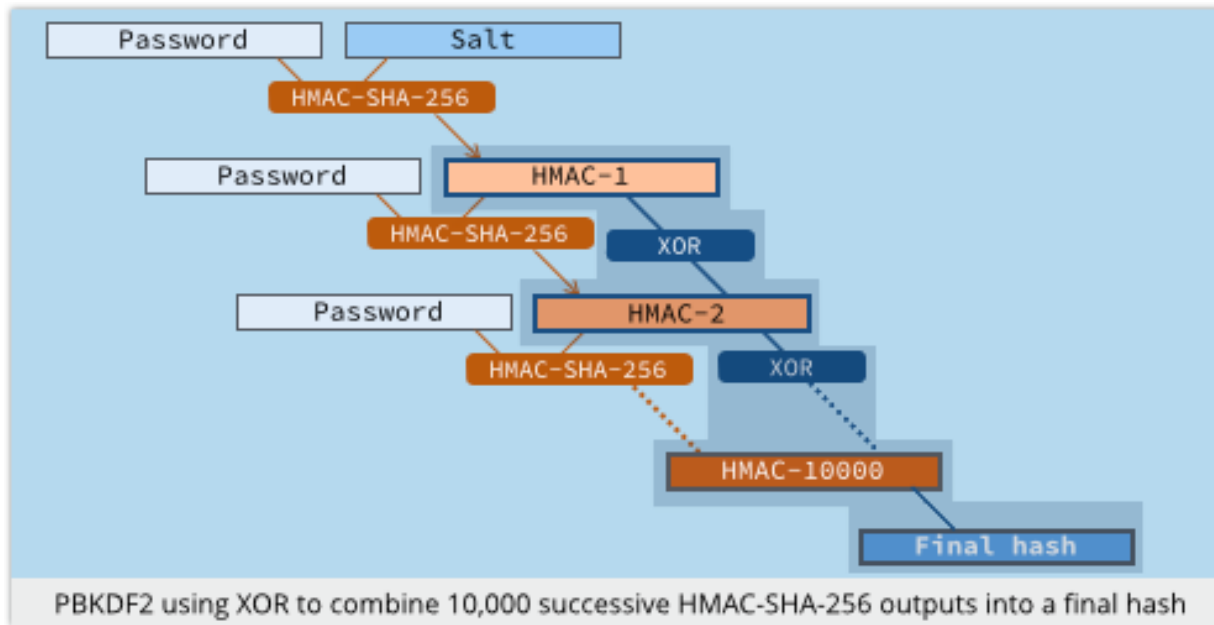 Password Salt
HMAC-SHA-256
Password HMAC-1
HMAC-SHA-256 XOR
Password HMAC-2
HMAC-SHA-256 XOR
HMAC-10000
Final hash
PBKDF2 using XOR to combine 10,000 successive HMAC-SHA-256 outputs into a final hash